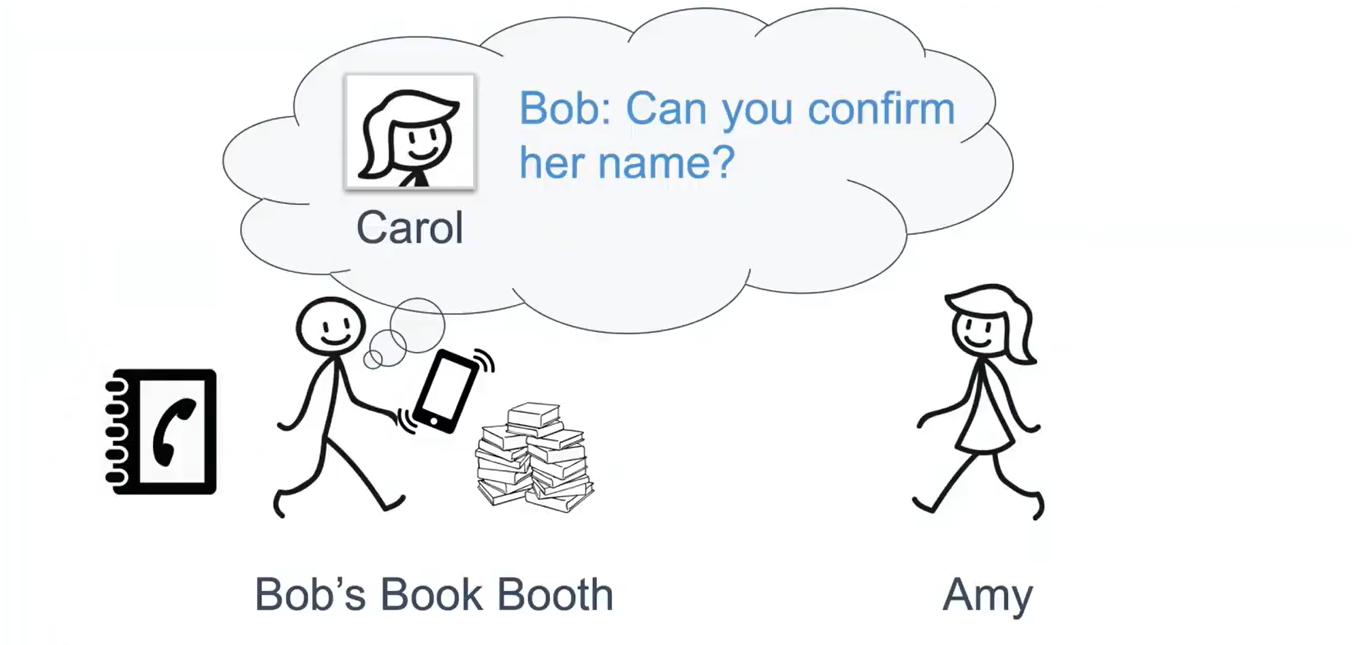 Bob: Can you confirm
her name?
Carol
Bob’s Book Booth
Amy